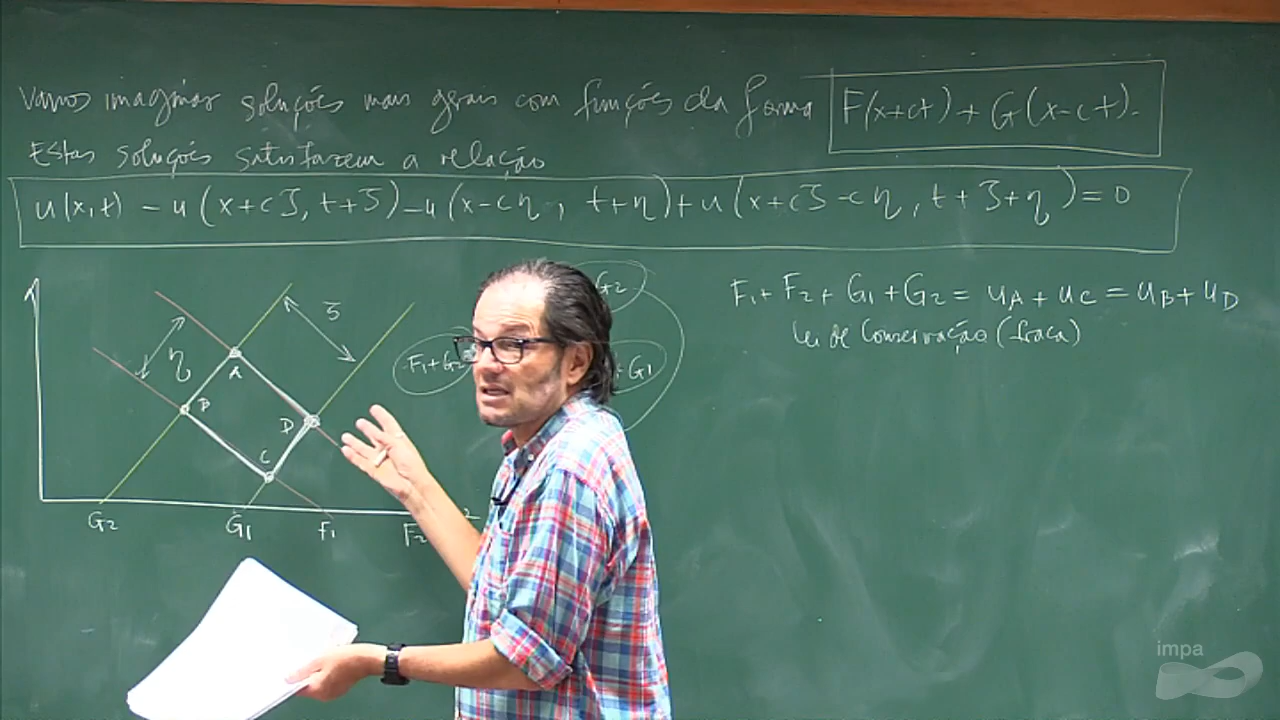 Vamos imaginar soluções mais gerais com funções da forma F(x+ct) + G(x-ct).
Estas soluções satisfazem a relação
u(x,t) - u(x+cζ, t+ζ) - u(x-cη, t+η) + u(x+cζ-cη, t+ζ+η) = 0
F1 + F2 + G1 + G2 = uA + uC = uB + uD
Lei de Conservação (fraca)
G2
F1+G2
+G1
ζ
η
A
B
D
C
G2 G1 F1 F2
impa